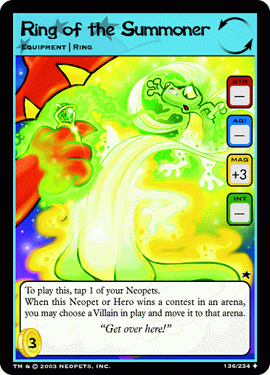 Ring of the Summoner
Equipment | Ring
STR
–
AGI
–
MAG
+3
INT
–
To play this, tap 1 of your Neopets.
When this Neopet or Hero wins a contest in an arena,
you may choose a Villain in play and move it to that arena.
"Get over here!"
3
TM & © 2003 NEOPETS, INC.
136/234